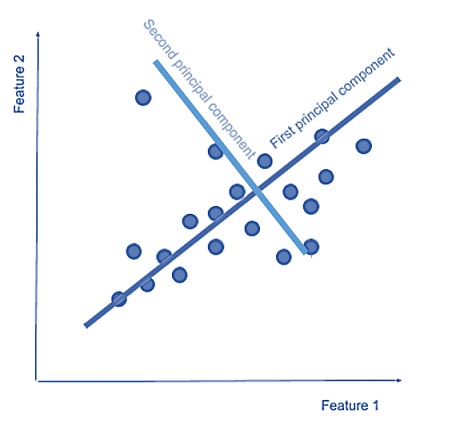 Feature 2
Second principal component
First principal component
Feature 1